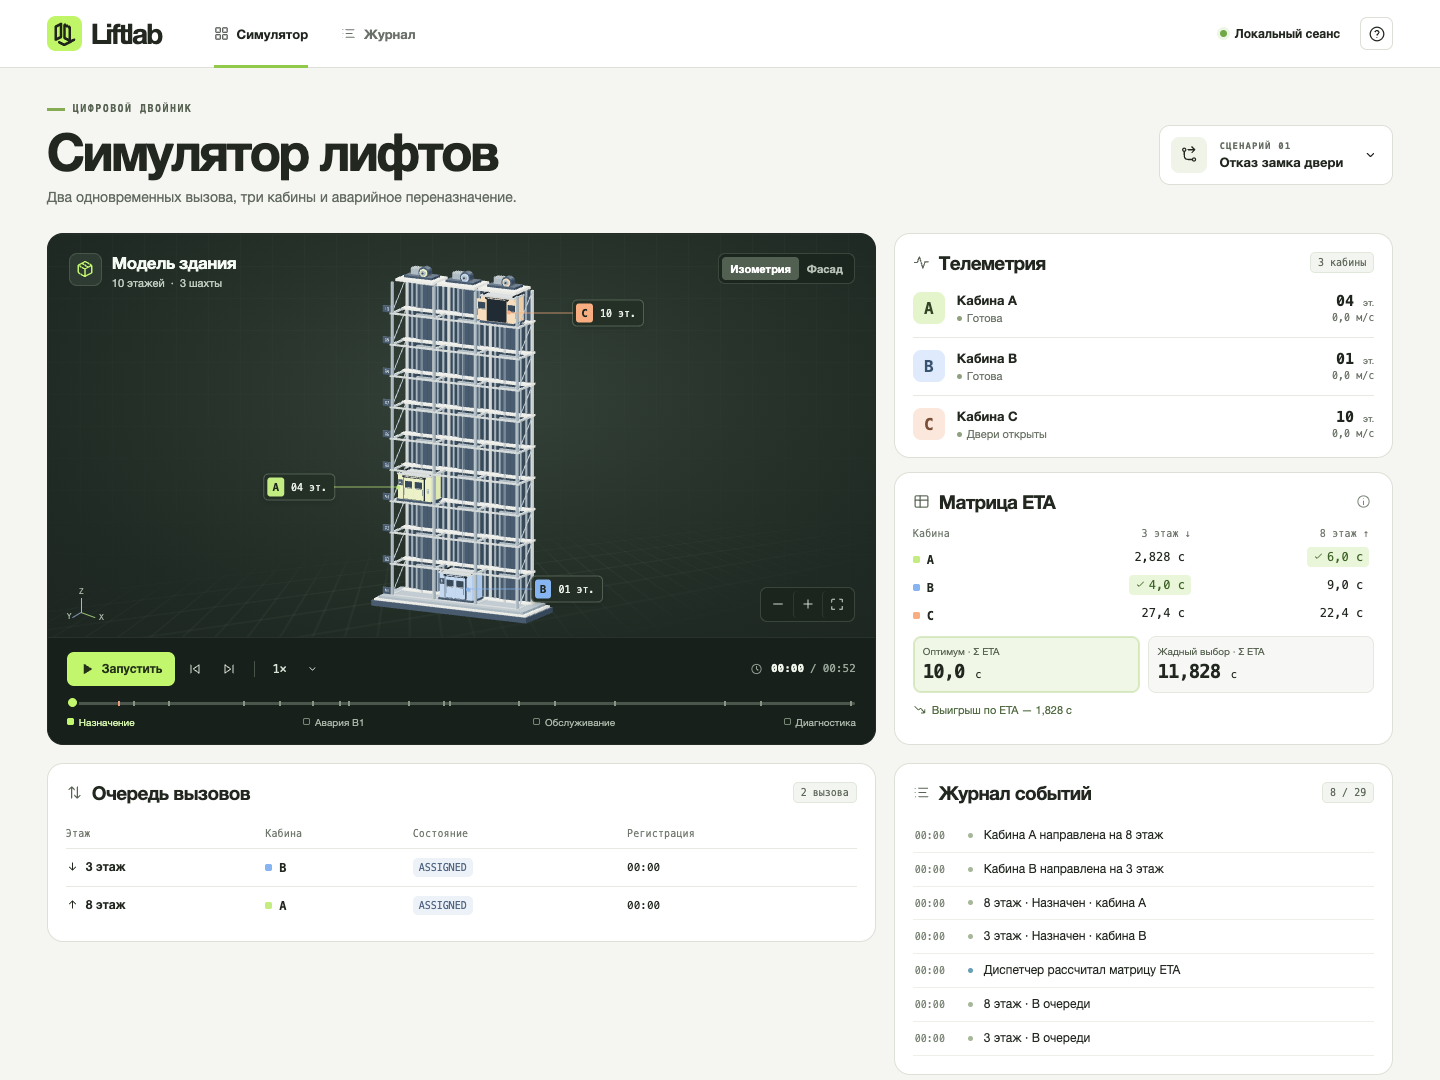 Liftlab
Симулятор
Журнал
Локальный сеанс
ЦИФРОВОЙ ДВОЙНИК
Симулятор лифтов
Два одновременных вызова, три кабины и аварийное переназначение.
СЦЕНАРИЙ 01
Отказ замка двери
Модель здания
10 этажей · 3 шахты
Изометрия Фасад
C 10 эт.
A 04 эт.
B 01 эт.
Z
Y X
Запустить
1×
00:00 / 00:52
Назначение
Авария B1
Обслуживание
Диагностика
Телеметрия
3 кабины
A Кабина A 04 эт.
Готова 0,0 м/с
B Кабина B 01 эт.
Готова 0,0 м/с
C Кабина C 10 эт.
Двери открыты 0,0 м/с
Матрица ETA
Кабина 3 этаж ↓ 8 этаж ↑
A 2,828 с ✓ 6,0 с
B ✓ 4,0 с 9,0 с
C 27,4 с 22,4 с
Оптимум · Σ ETA
10,0 с
Жадный выбор · Σ ETA
11,828 с
Выигрыш по ETA — 1,828 с
Очередь вызовов
2 вызова
Этаж Кабина Состояние Регистрация
↓ 3 этаж B ASSIGNED 00:00
↑ 8 этаж A ASSIGNED 00:00
Журнал событий
8 / 29
00:00 Кабина A направлена на 8 этаж
00:00 Кабина B направлена на 3 этаж
00:00 8 этаж · Назначен · кабина A
00:00 3 этаж · Назначен · кабина B
00:00 Диспетчер рассчитал матрицу ETA
00:00 8 этаж · В очереди
00:00 3 этаж · В очереди